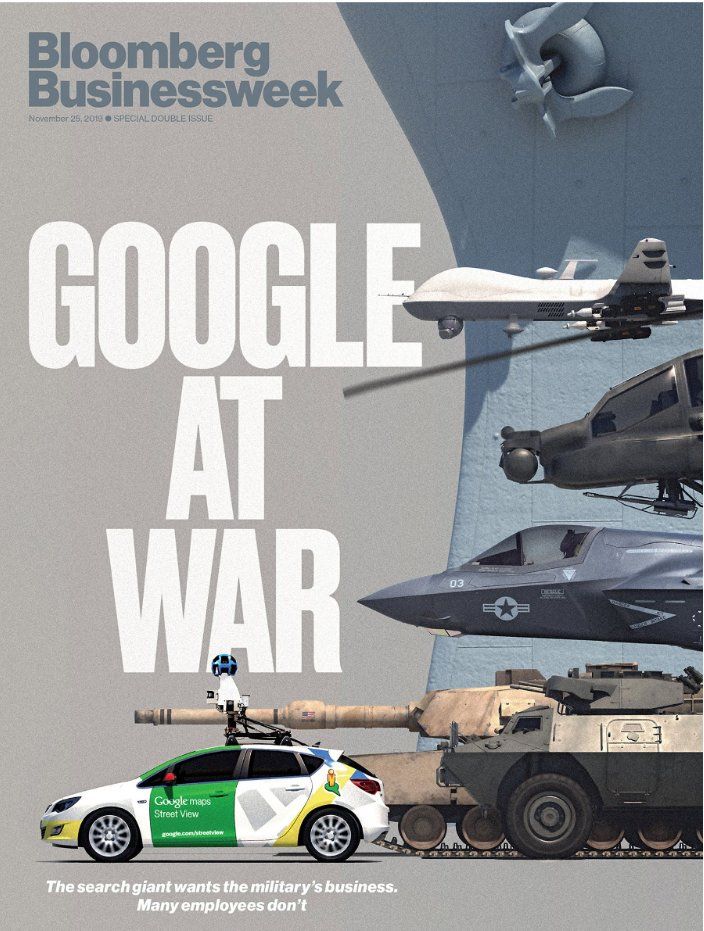 Bloomberg
Businessweek
November 25, 2019 ● SPECIAL DOUBLE ISSUE
GOOGLE
AT
WAR
03
Google maps
Street View
google.com/streetview
The search giant wants the military's business.
Many employees don't